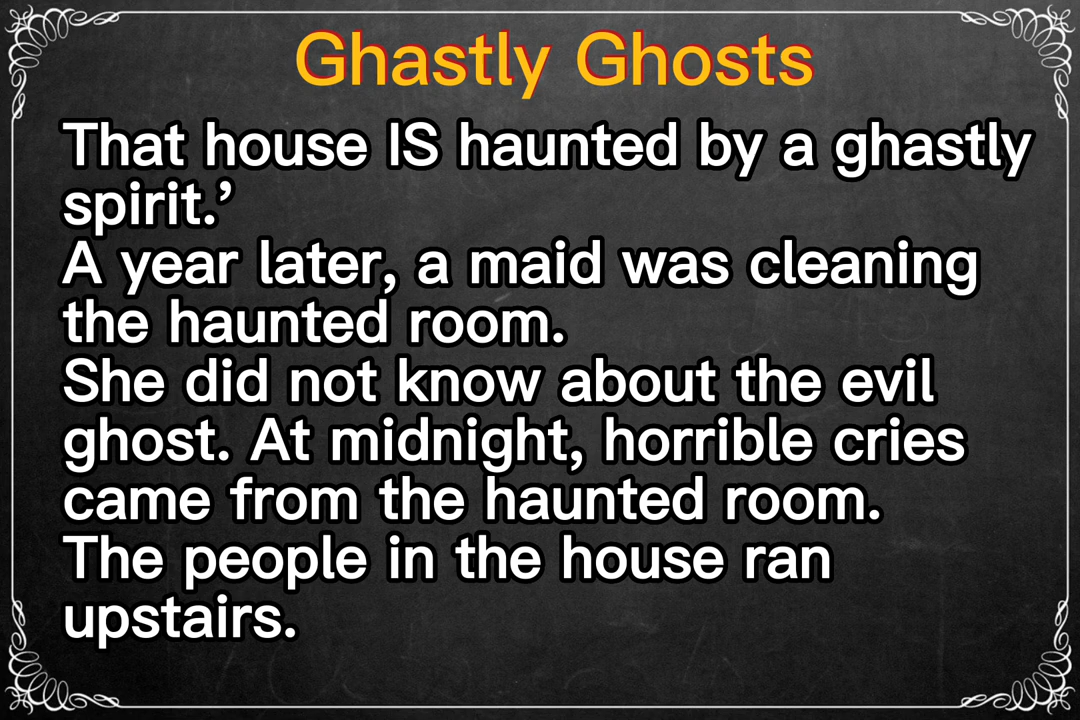 Ghastly Ghosts
That house IS haunted by a ghastly
spirit.’
A year later, a maid was cleaning
the haunted room.
She did not know about the evil
ghost. At midnight, horrible cries
came from the haunted room.
The people in the house ran
upstairs.